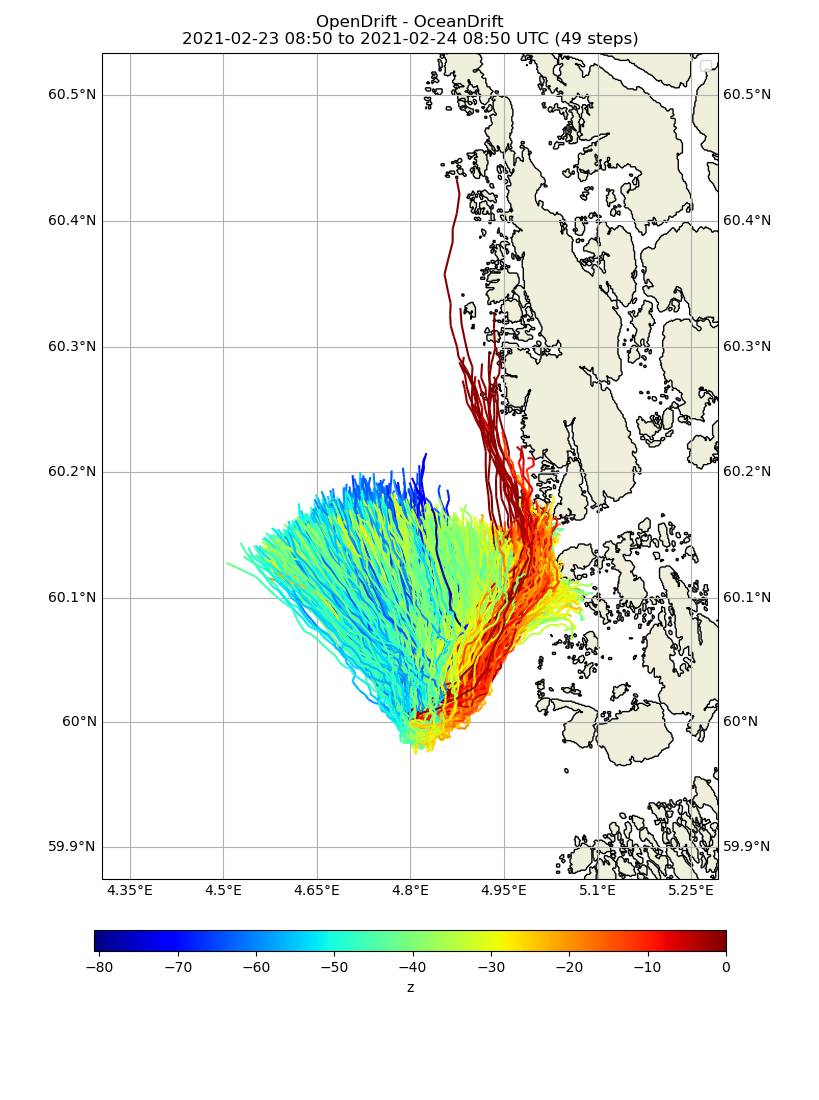 OpenDrift - OceanDrift
2021-02-23 08:50 to 2021-02-24 08:50 UTC (49 steps)
60.5°N 60.5°N
60.4°N 60.4°N
60.3°N 60.3°N
60.2°N 60.2°N
60.1°N 60.1°N
60°N 60°N
59.9°N 59.9°N
4.35°E 4.5°E 4.65°E 4.8°E 4.95°E 5.1°E 5.25°E
−80 −70 −60 −50 −40 −30 −20 −10 0
z